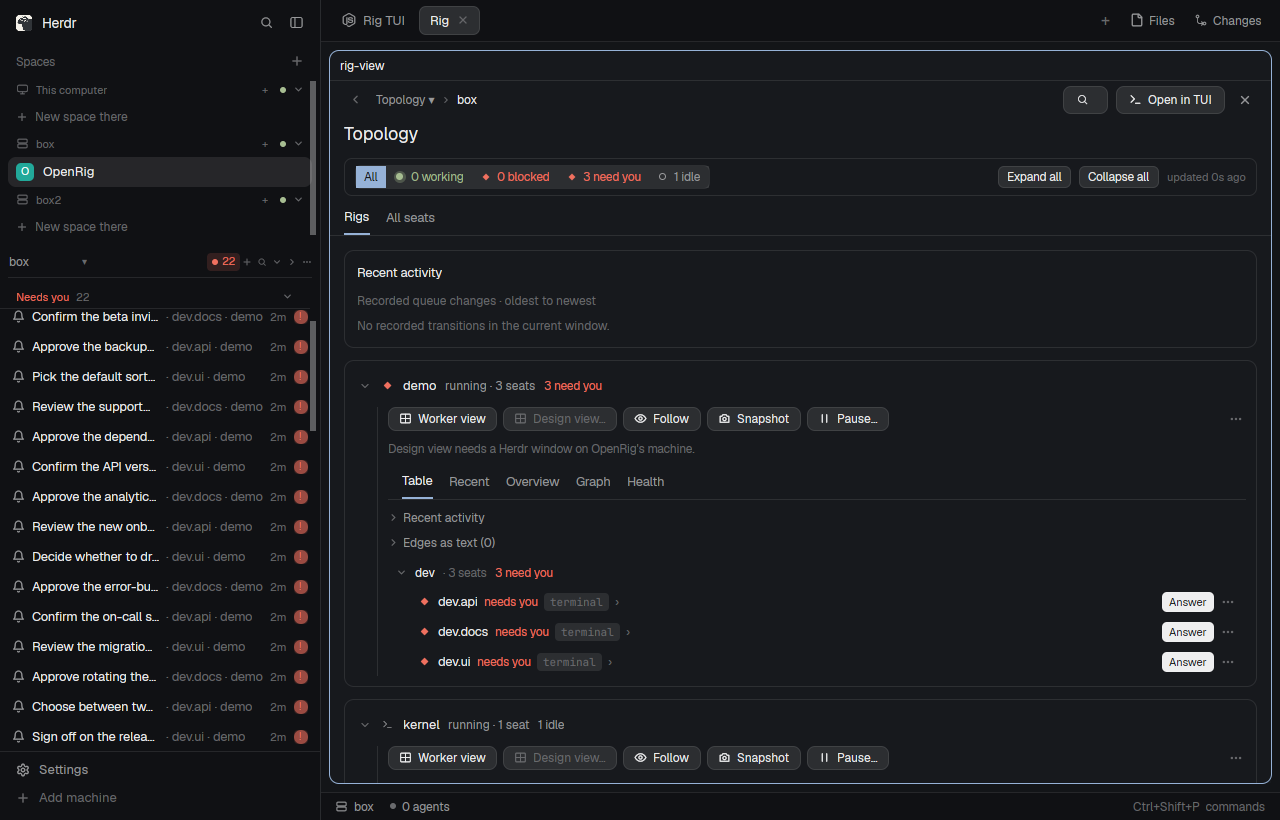 Herdr
Spaces
This computer
New space there
box
O OpenRig
box2
New space there
box 22
Needs you 22
Confirm the beta invi... · dev.docs · demo 2m !
Approve the backup... · dev.api · demo 2m !
Pick the default sort... · dev.ui · demo 2m !
Review the support... · dev.docs · demo 2m !
Approve the depend... · dev.api · demo 2m !
Confirm the API vers... · dev.ui · demo 2m !
Approve the analytic... · dev.docs · demo 2m !
Review the new onb... · dev.api · demo 2m !
Decide whether to dr... · dev.ui · demo 2m !
Approve the error-bu... · dev.docs · demo 2m !
Confirm the on-call s... · dev.api · demo 2m !
Review the migratio... · dev.ui · demo 2m !
Approve rotating the... · dev.docs · demo 2m !
Choose between tw... · dev.api · demo 2m !
Sign off on the relea... · dev.ui · demo 2m !
Settings
Add machine
Rig TUI Rig Files Changes
rig-view
Topology ▾ › box Open in TUI
Topology
All 0 working 0 blocked 3 need you 1 idle Expand all Collapse all updated 0s ago
Rigs All seats
Recent activity
Recorded queue changes · oldest to newest
No recorded transitions in the current window.
demo running · 3 seats 3 need you
Worker view Design view... Follow Snapshot Pause...
Design view needs a Herdr window on OpenRig's machine.
Table Recent Overview Graph Health
Recent activity
Edges as text (0)
dev · 3 seats 3 need you
dev.api needs you terminal › Answer
dev.docs needs you terminal › Answer
dev.ui needs you terminal › Answer
kernel running · 1 seat 1 idle
Worker view Design view... Follow Snapshot Pause...
box 0 agents Ctrl+Shift+P commands